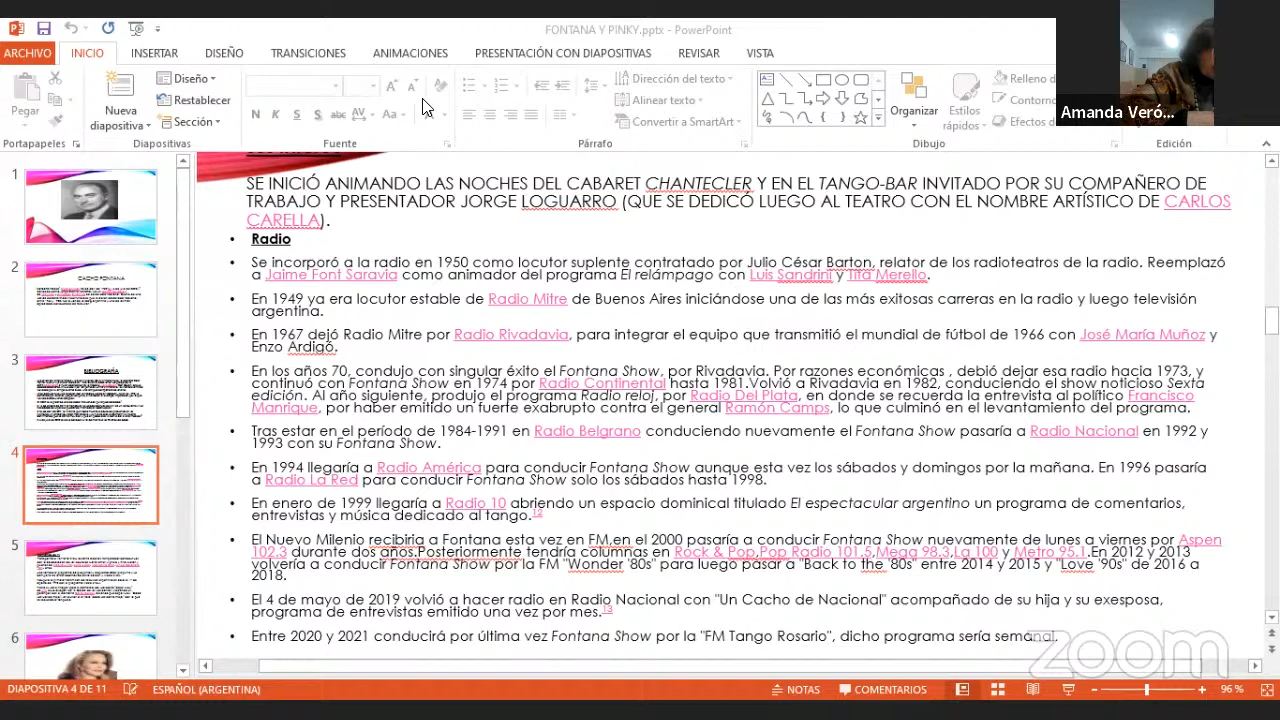 FONTANA Y PINKY.pptx - PowerPoint
ARCHIVO INICIO INSERTAR DISEÑO TRANSICIONES ANIMACIONES PRESENTACIÓN CON DIAPOSITIVAS REVISAR VISTA
Pegar
Nueva
diapositiva
Diseño
Restablecer
Sección
N K S S abc AV Aa
Dirección del texto
Alinear texto
Convertir a SmartArt
Organizar
Estilos
rápidos
Relleno d
Contorno
Efectos
Amanda Veró...
Portapapeles Diapositivas Fuente Párrafo Dibujo Edición
1
2
CACHO FONTANA
3
4
5
6
SE INICIÓ ANIMANDO LAS NOCHES DEL CABARET CHANTECLER Y EN EL TANGO-BAR INVITADO POR SU COMPAÑERO DE
TRABAJO Y PRESENTADOR JORGE LOGUARRO (QUE SE DEDICÓ LUEGO AL TEATRO CON EL NOMBRE ARTÍSTICO DE CARLOS
CARELLA).
• Radio
• Se incorporó a la radio en 1950 como locutor suplente contratado por Julio César Barton, relator de los radioteatros de la radio. Reemplazó
a Jaime Font Saravia como animador del programa El relámpago con Luis Sandrini y Tita Merello.
• En 1949 ya era locutor estable de Radio Mitre de Buenos Aires iniciándose una de las más exitosas carreras en la radio y luego televisión
argentina.
• En 1967 dejó Radio Mitre por Radio Rivadavia, para integrar el equipo que transmitió el mundial de fútbol de 1966 con José María Muñoz y
Enzo Ardigó.
• En los años 70, condujo con singular éxito el Fontana Show, por Rivadavia. Por razones económicas , debió dejar esa radio hacia 1973, y
continuó con Fontana Show en 1974 por Radio Continental hasta 1981.Volvió a Rivadavia en 1982, conduciendo el show noticioso Sexta
edición. Al año siguiente, produjo el programa Radio reloj, por Radio Del Plata, en donde se recuerda la entrevista al político Francisco
Manrique, por haber emitido un fuerte exabrupto contra el general Ramón Camps, lo que culminó en el levantamiento del programa.
• Tras estar en el período de 1984-1991 en Radio Belgrano conduciendo nuevamente el Fontana Show pasaría a Radio Nacional en 1992 y
1993 con su Fontana Show.
• En 1994 llegaría a Radio América para conducir Fontana Show aunque esta vez los sábados y domingos por la mañana. En 1996 pasaría
a Radio para conducir Fontana Show solo los sábados hasta 1998.
• En enero de 1999 llegaría a Radio 10 abriendo un espacio dominical titulado El espectacular argentino un programa de comentarios,
entrevistas y música dedicado al tango.12
• El Nuevo Milenio recibiria a Fontana esta vez en FM,en el 2000 pasaría a conducir Fontana Show nuevamente de lunes a viernes por Aspen
102.3 durante dos años.Posteriormente tendría columnas en Rock & Pop,Pop Radio 101.5,Mega 98.3,La 100 y Metro 95.1.En 2012 y 2013
volvería a conducir Fontana Show por la FM "Wonder '80s" para luego pasar a "Back to the '80s" entre 2014 y 2015 y "Love '90s" de 2016 a
2018.
• El 4 de mayo de 2019 volvió a hacer radio en Radio Nacional con "Un Cacho de Nacional" acompañado de su hija y su exesposa,
programa de entrevistas emitido una vez por mes.13
• Entre 2020 y 2021 conducirá por última vez Fontana Show por la "FM Tango Rosario", dicho programa sería semanal.
zoom
DIAPOSITIVA 4 DE 11 ESPAÑOL (ARGENTINA) NOTAS COMENTARIOS 96 %